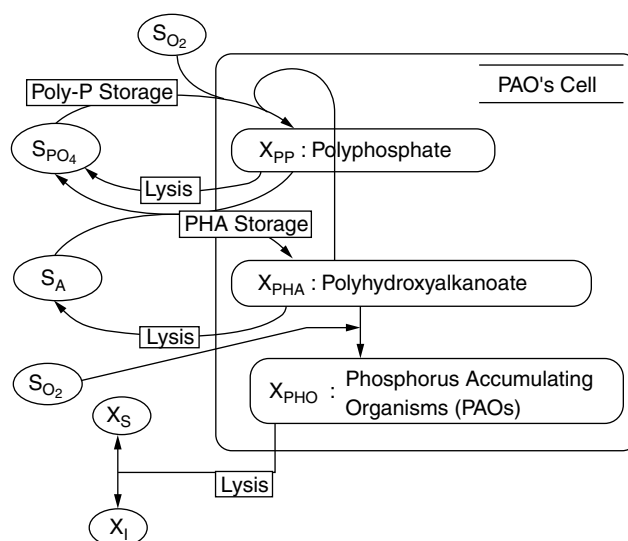 S_O2
PAO's Cell
Poly-P Storage
S_PO4
X_PP : Polyphosphate
Lysis
PHA Storage
S_A
X_PHA : Polyhydroxyalkanoate
Lysis
S_O2
X_PHO : Phosphorus Accumulating
Organisms (PAOs)
X_S
Lysis
X_I